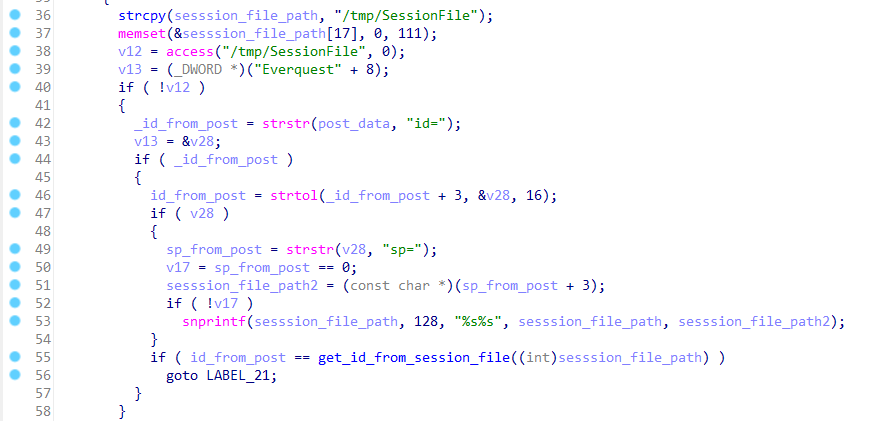 36 strcpy(sesssion_file_path, "/tmp/SessionFile");
37 memset(&sesssion_file_path[17], 0, 111);
38 v12 = access("/tmp/SessionFile", 0);
39 v13 = (_DWORD *)("Everquest" + 8);
40 if ( !v12 )
41 {
42 _id_from_post = strstr(post_data, "id=");
43 v13 = &v28;
44 if ( _id_from_post )
45 {
46 id_from_post = strtol(_id_from_post + 3, &v28, 16);
47 if ( v28 )
48 {
49 sp_from_post = strstr(v28, "sp=");
50 v17 = sp_from_post == 0;
51 sesssion_file_path2 = (const char *)(sp_from_post + 3);
52 if ( !v17 )
53 snprintf(sesssion_file_path, 128, "%s%s", sesssion_file_path, sesssion_file_path2);
54 }
55 if ( id_from_post == get_id_from_session_file((int)sesssion_file_path) )
56 goto LABEL_21;
57 }
58 }